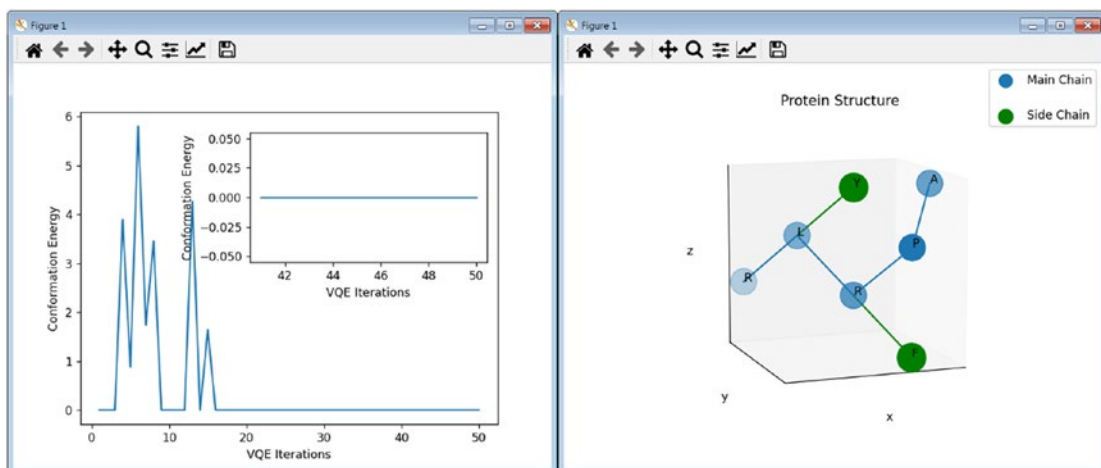 Figure 1
Conformation Energy
6
5
4
3
2
1
0
0 10 20 30 40 50
VQE Iterations
Conformation Energy
0.050
0.025
0.000
−0.025
−0.050
42 44 46 48 50
VQE Iterations
Figure 1
Main Chain
Side Chain
Protein Structure
Y
A
L
P
R
R
F
z
y
x